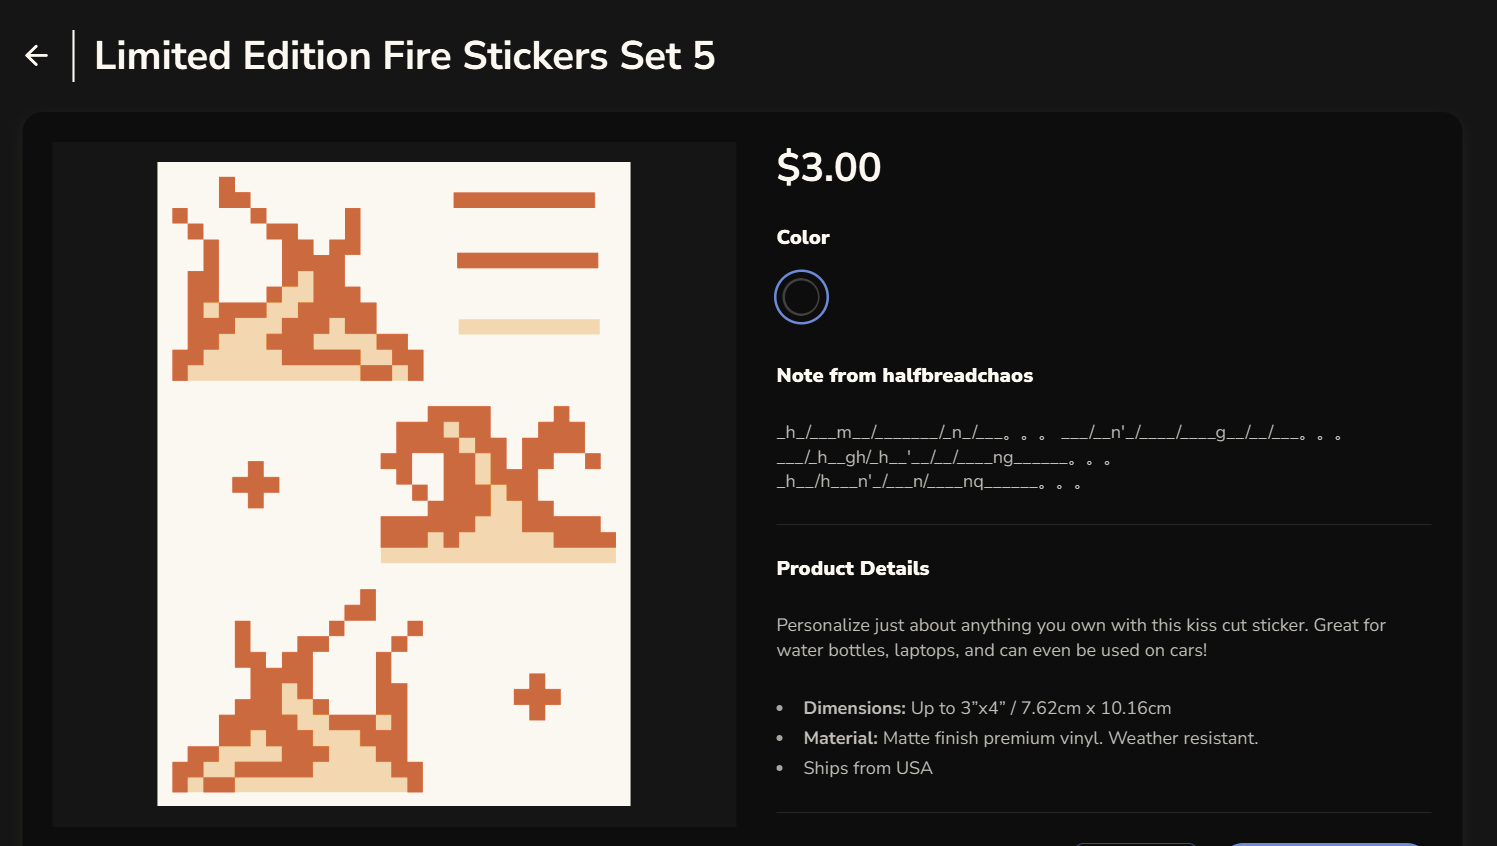 Limited Edition Fire Stickers Set 5
$3.00
Color
Note from halfbreadchaos
_h_/___m__/_______/_n_/___。。。 ___/__n'_/____/____g__/__/___。。。
___/_h__gh/_h__'__/__/____ng______。。。
_h__/h___n'_/___n/____nq______。。。
Product Details
Personalize just about anything you own with this kiss cut sticker. Great for
water bottles, laptops, and can even be used on cars!
Dimensions: Up to 3”x4” / 7.62cm x 10.16cm
Material: Matte finish premium vinyl. Weather resistant.
Ships from USA